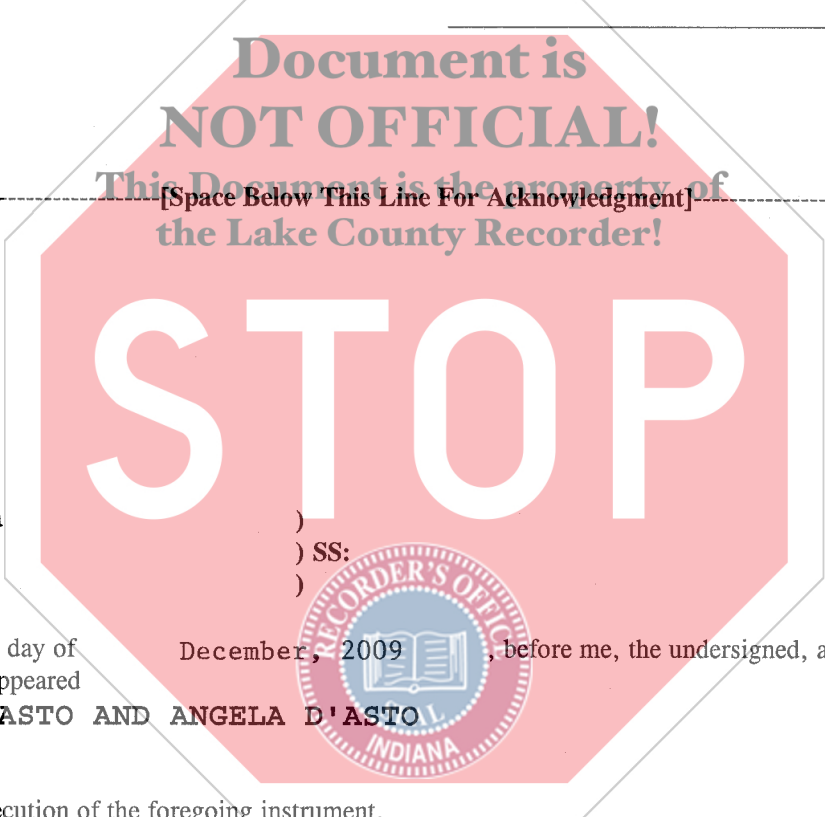 Document is
NOT OFFICIAL!
This Document is the property of
[Space Below This Line For Acknowledgment]
the Lake County Recorder!
STOP
)
) SS:
)
RECORDER'S OFFIC
SEAL
INDIANA
day of December, 2009 , before me, the undersigned, a
ppeared
ASTO AND ANGELA D'ASTO
ecution of the foregoing instrument.